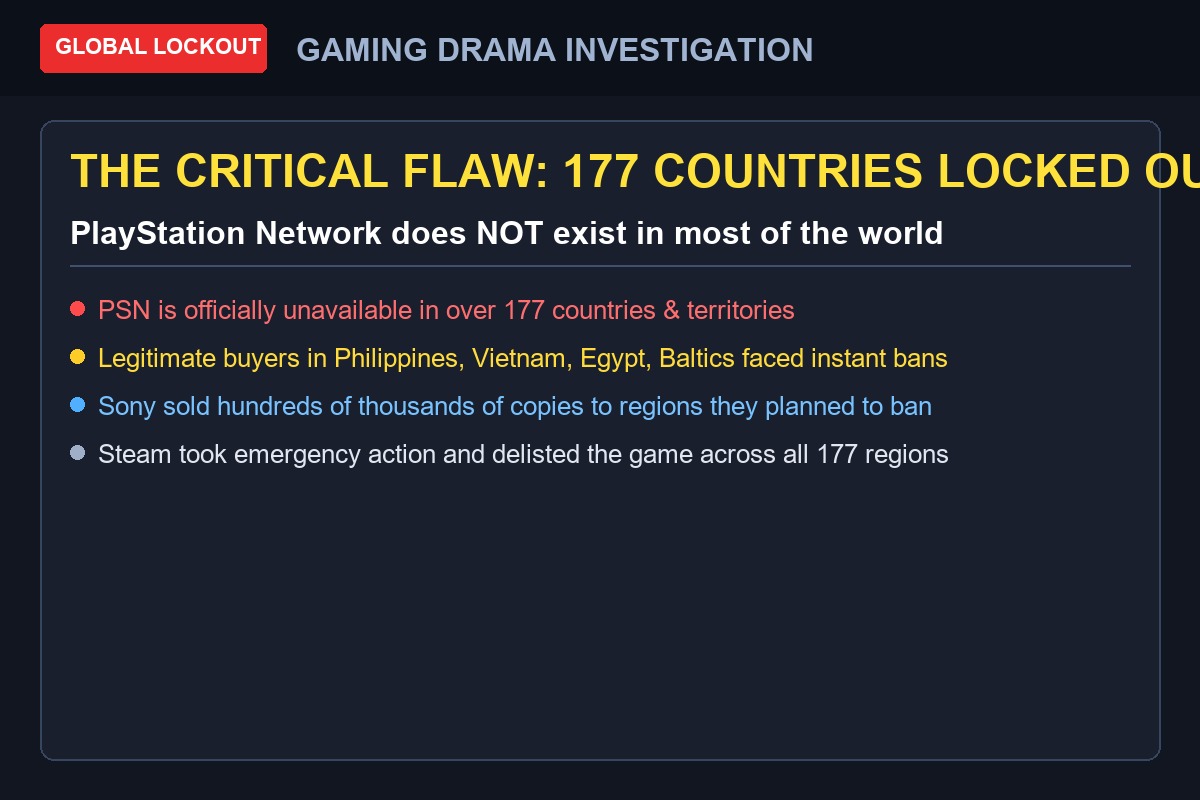 GLOBAL LOCKOUT
GAMING DRAMA INVESTIGATION
THE CRITICAL FLAW: 177 COUNTRIES LOCKED OU
PlayStation Network does NOT exist in most of the world
PSN is officially unavailable in over 177 countries & territories
Legitimate buyers in Philippines, Vietnam, Egypt, Baltics faced instant bans
Sony sold hundreds of thousands of copies to regions they planned to ban
Steam took emergency action and delisted the game across all 177 regions